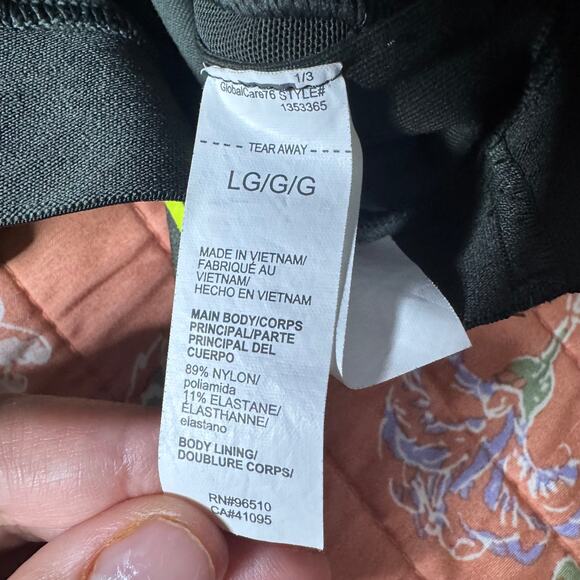 1/3
GlobalCare76 STYLE#
1353365
TEAR AWAY
LG/G/G
MADE IN VIETNAM/
FABRIQUÉ AU
VIETNAM/
HECHO EN VIETNAM
MAIN BODY/CORPS
PRINCIPAL/PARTE
PRINCIPAL DEL
CUERPO
89% NYLON/
poliamida
11% ELASTANE/
ÉLASTHANNE/
elastano
BODY LINING/
DOUBLURE CORPS/
RN#96510
CA#41095